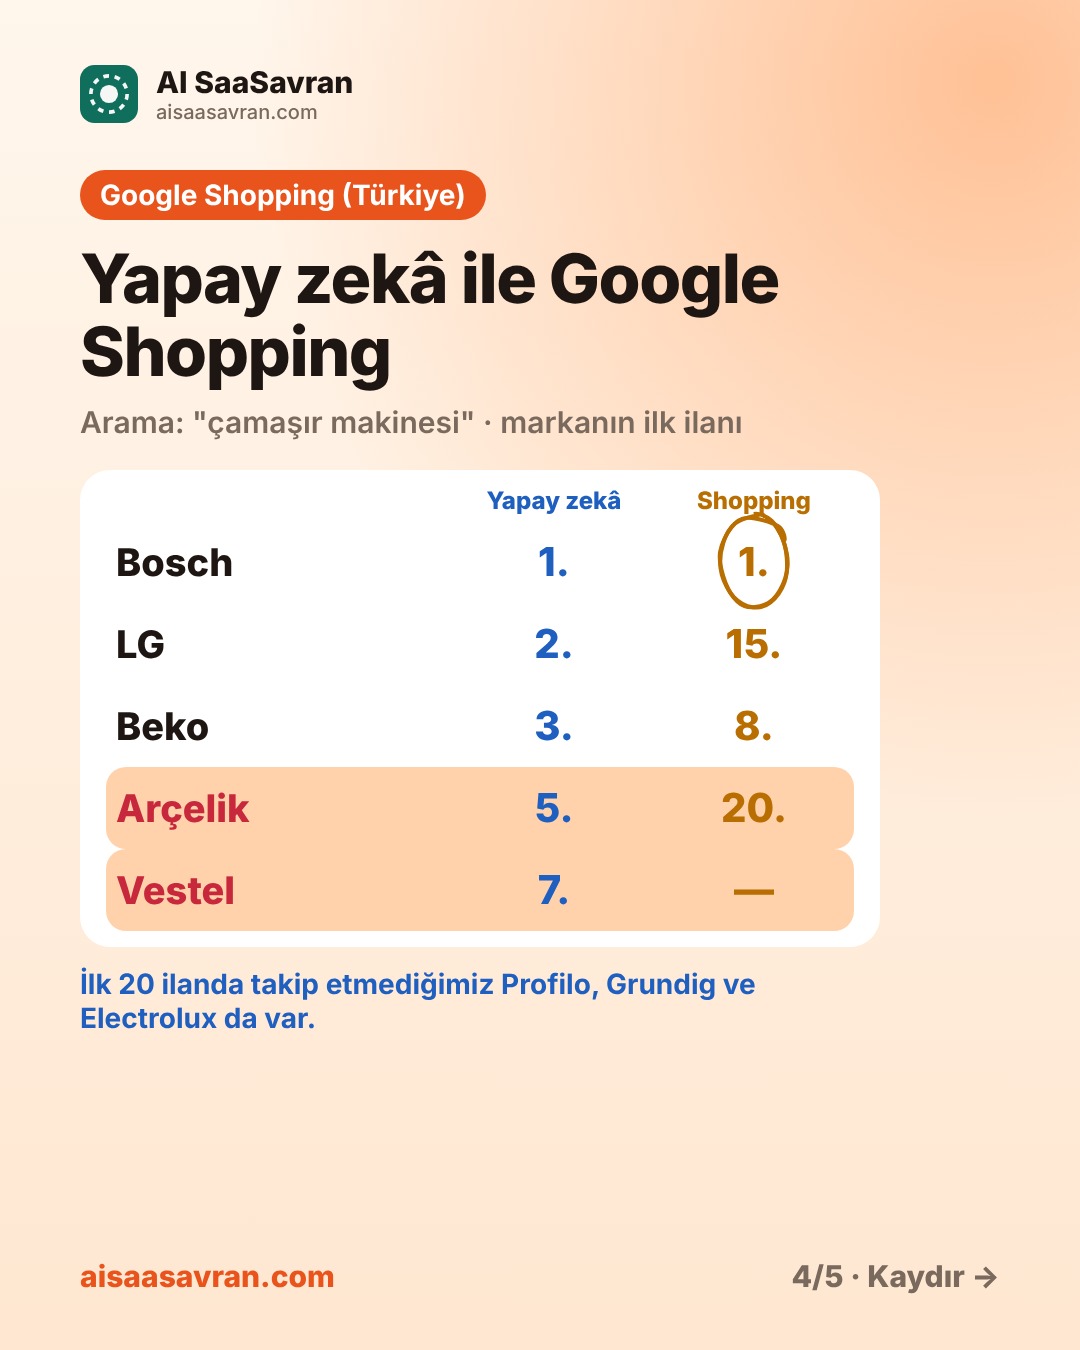 AI SaaSavran
aisaasavran.com
Google Shopping (Türkiye)
Yapay zekâ ile Google
Shopping
Arama: "çamaşır makinesi" · markanın ilk ilanı
Yapay zekâ Shopping
Bosch 1. 1.
LG 2. 15.
Beko 3. 8.
Arçelik 5. 20.
Vestel 7. —
İlk 20 ilanda takip etmediğimiz Profilo, Grundig ve
Electrolux da var.
aisaasavran.com 4/5 · Kaydır →